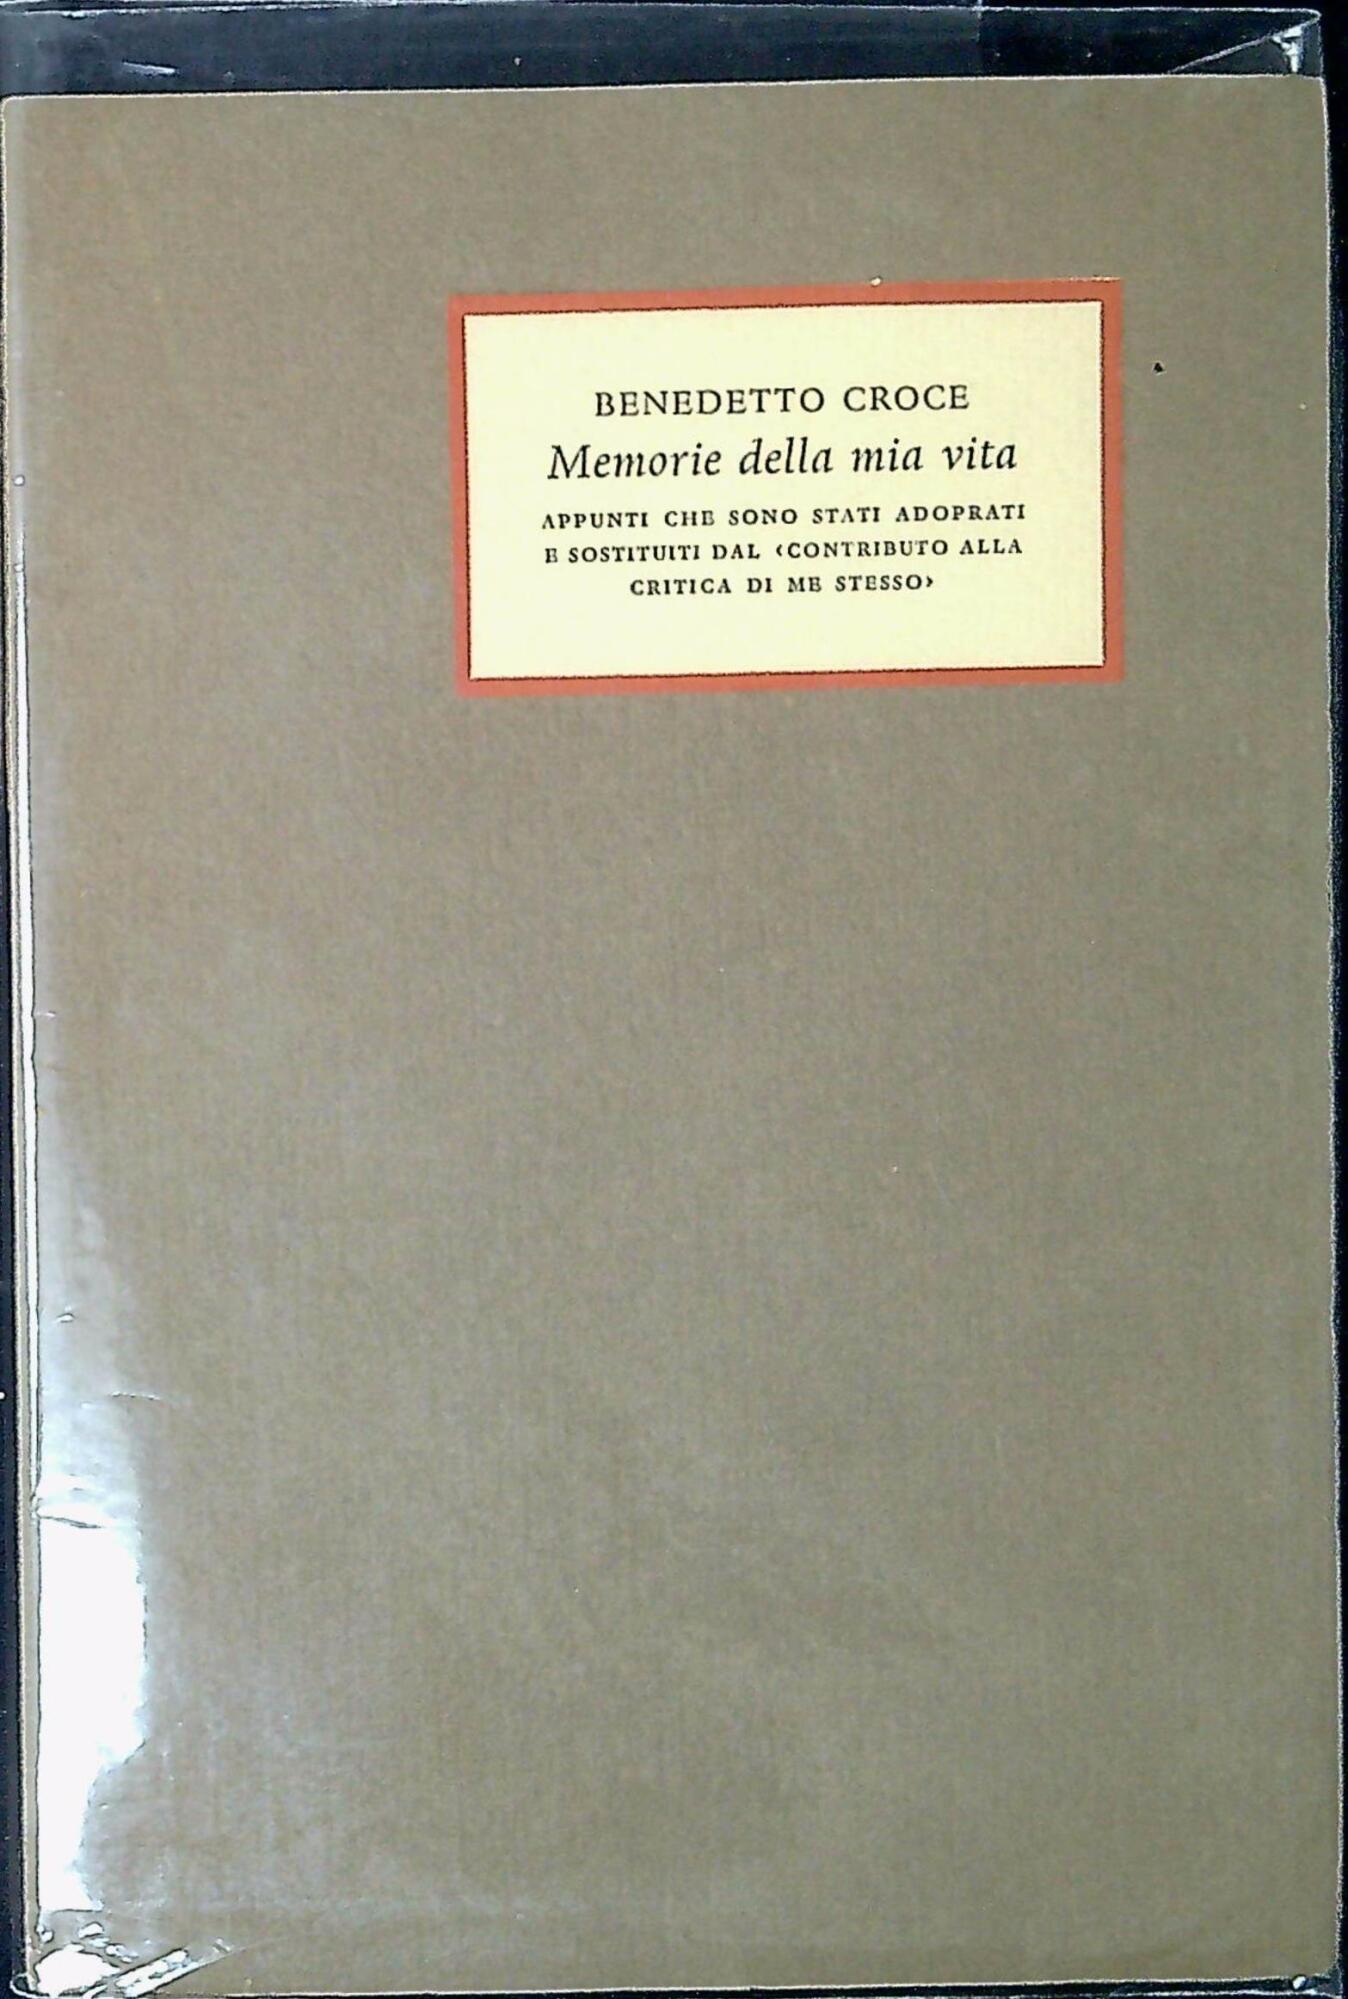 BENEDETTO CROCE
Memorie della mia vita
APPUNTI CHE SONO STATI ADOPRATI
E SOSTITUITI DAL ‹CONTRIBUTO ALLA
CRITICA DI ME STESSO›